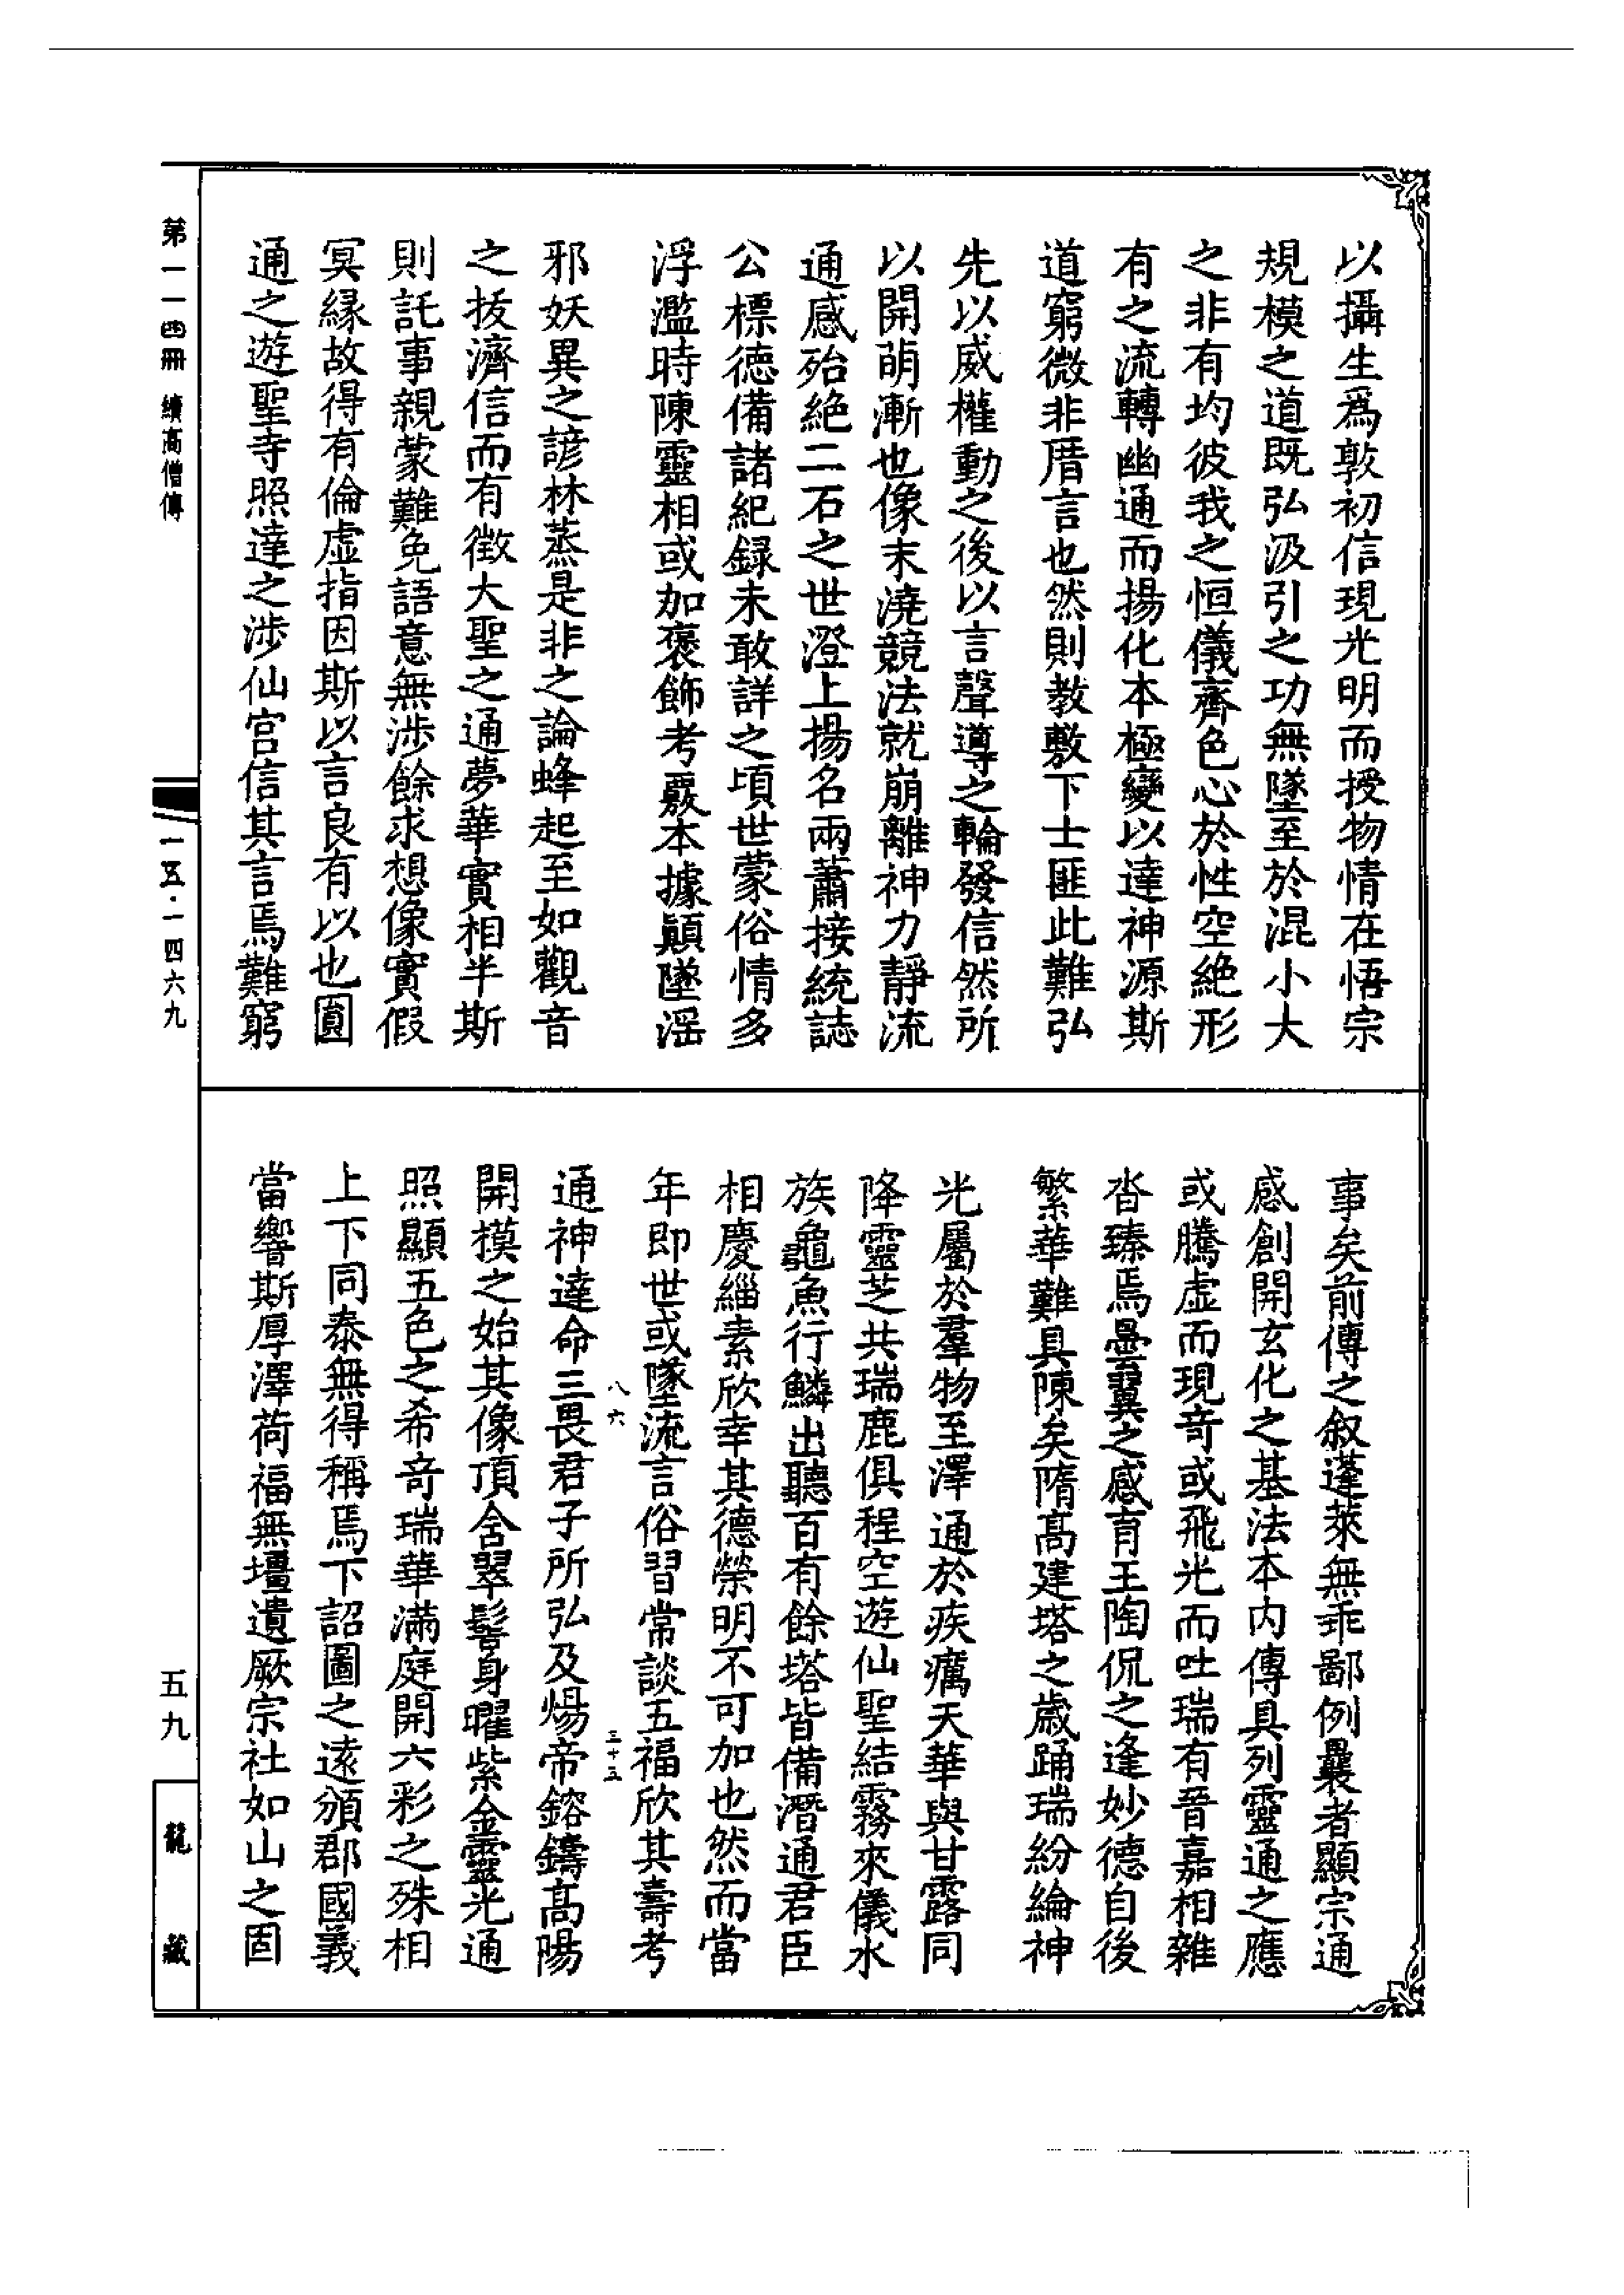 以攝生爲敦初信現光明而授物情在悟宗
規模之道既弘汲引之功無墜至於混小大
之非有均彼我之恒儀齊色心於性空絶形
有之流轉幽通而揚化本極變以達神源斯
道窮微非厝言也然則教敷下士匪此難弘
先以威權動之後以言聲導之轉發信然所
以開萌漸也像末澆競法就崩離神力靜流
通感殆絶二石之世澄上揚名兩蕭接統誌
公標德備諸紀録未敢詳之頃世蒙俗情多
浮濫時陳靈相或加褒飾考覈本據顛墜淫
邪妖異之諺林蒸是非之論蜂起至如觀音
之拔濟信而有徵大聖之通夢華實相半斯
則託事親蒙難免語意無涉餘求想像實假
冥縁故得有倫虚指因斯以言良有以也圓
通之遊聖寺照達之涉仙宫信其言焉難窮
事矣前傳之叙蓬萊無乖鄙例曩者顯宗通
感創開玄化之基法本内傳具列靈通之應
或騰虚而現竒或飛光而吐瑞有晉嘉相雜
沓臻焉曇翼之感育王陶侃之逢妙德自後
繁華難具陳矣隋髙建塔之歳踊瑞紛綸神
光屬於羣物至澤通於疾癘天華與甘露同
降靈芝共瑞鹿俱程空遊仙聖結霧來儀水
族龜魚行鱗出聽百有餘塔皆備潛通君臣
相慶緇素欣幸其德榮明不可加也然而當
年即世或墜流言俗習常談五福欣其壽考
八六
三十三
通神達命三畏君子所弘及煬帝鎔鑄髙陽
開模之始其像頂含翠髻身曜紫金靈光通
照顯五色之希竒瑞華滿庭開六彩之殊相
上下同泰無得稱焉下詔圖之逺頒郡國義
當響斯厚澤荷福無壃遺厥宗社如山之固
第一一四冊 續高僧傳
一五·一四六九
五九
龍藏